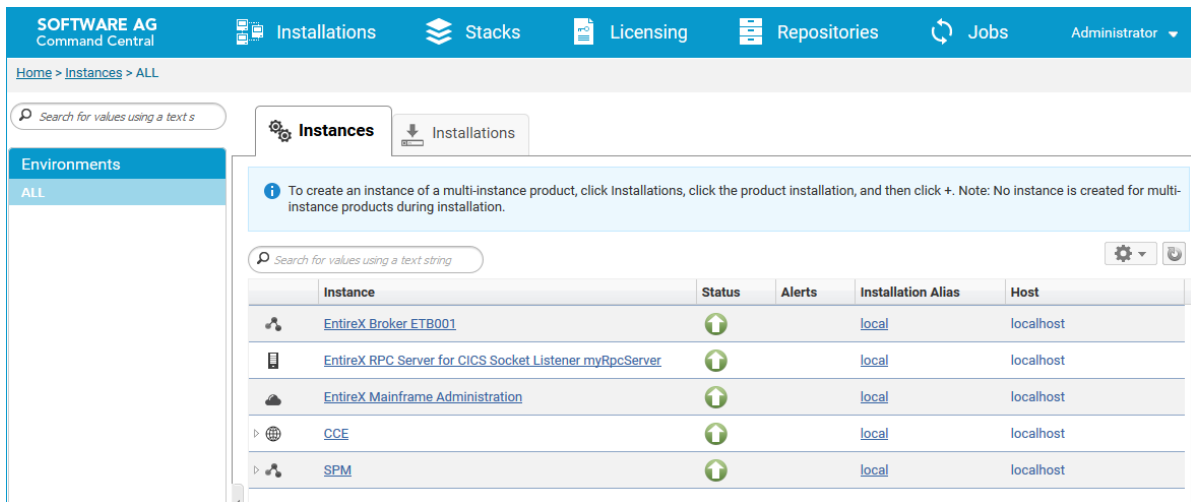 SOFTWARE AG
Command Central
Installations
Stacks
Licensing
Repositories
Jobs
Administrator
Home > Instances > ALL
Search for values using a text s
Environments
ALL
Instances
Installations
To create an instance of a multi-instance product, click Installations, click the product installation, and then click +. Note: No instance is created for multi-
instance products during installation.
Search for values using a text string
Instance Status Alerts Installation Alias Host
EntireX Broker ETB001 local localhost
EntireX RPC Server for CICS Socket Listener myRpcServer local localhost
EntireX Mainframe Administration local localhost
CCE local localhost
SPM local localhost